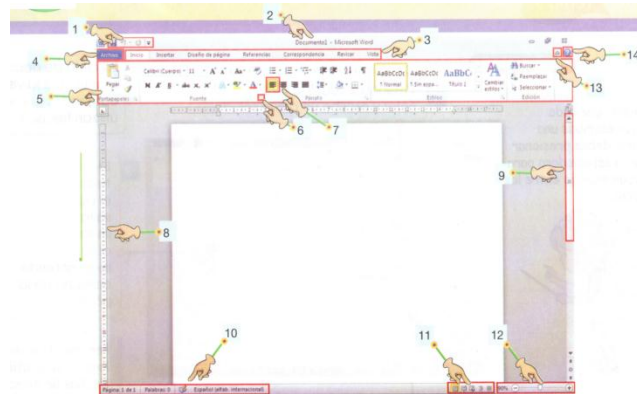 2
1
Documento1 - Microsoft Word
3
4
Archivo Inicio Insertar Diseño de página Referencias Correspondencia Revisar Vista
14
Calibri (Cuerpo) 11
AaBbCcDc AaBbCcDc AaBbC
Buscar
Reemplazar
Seleccionar
Pegar
N K S
¶ Normal ¶ Sin espa... Título 1
Cambiar estilos
13
5
Portapapeles Fuente Párrafo Estilos Edición
6
7
9
8
10
11
12
Página: 1 de 1 Palabras: 0 Español (alfab. internacional)
90%